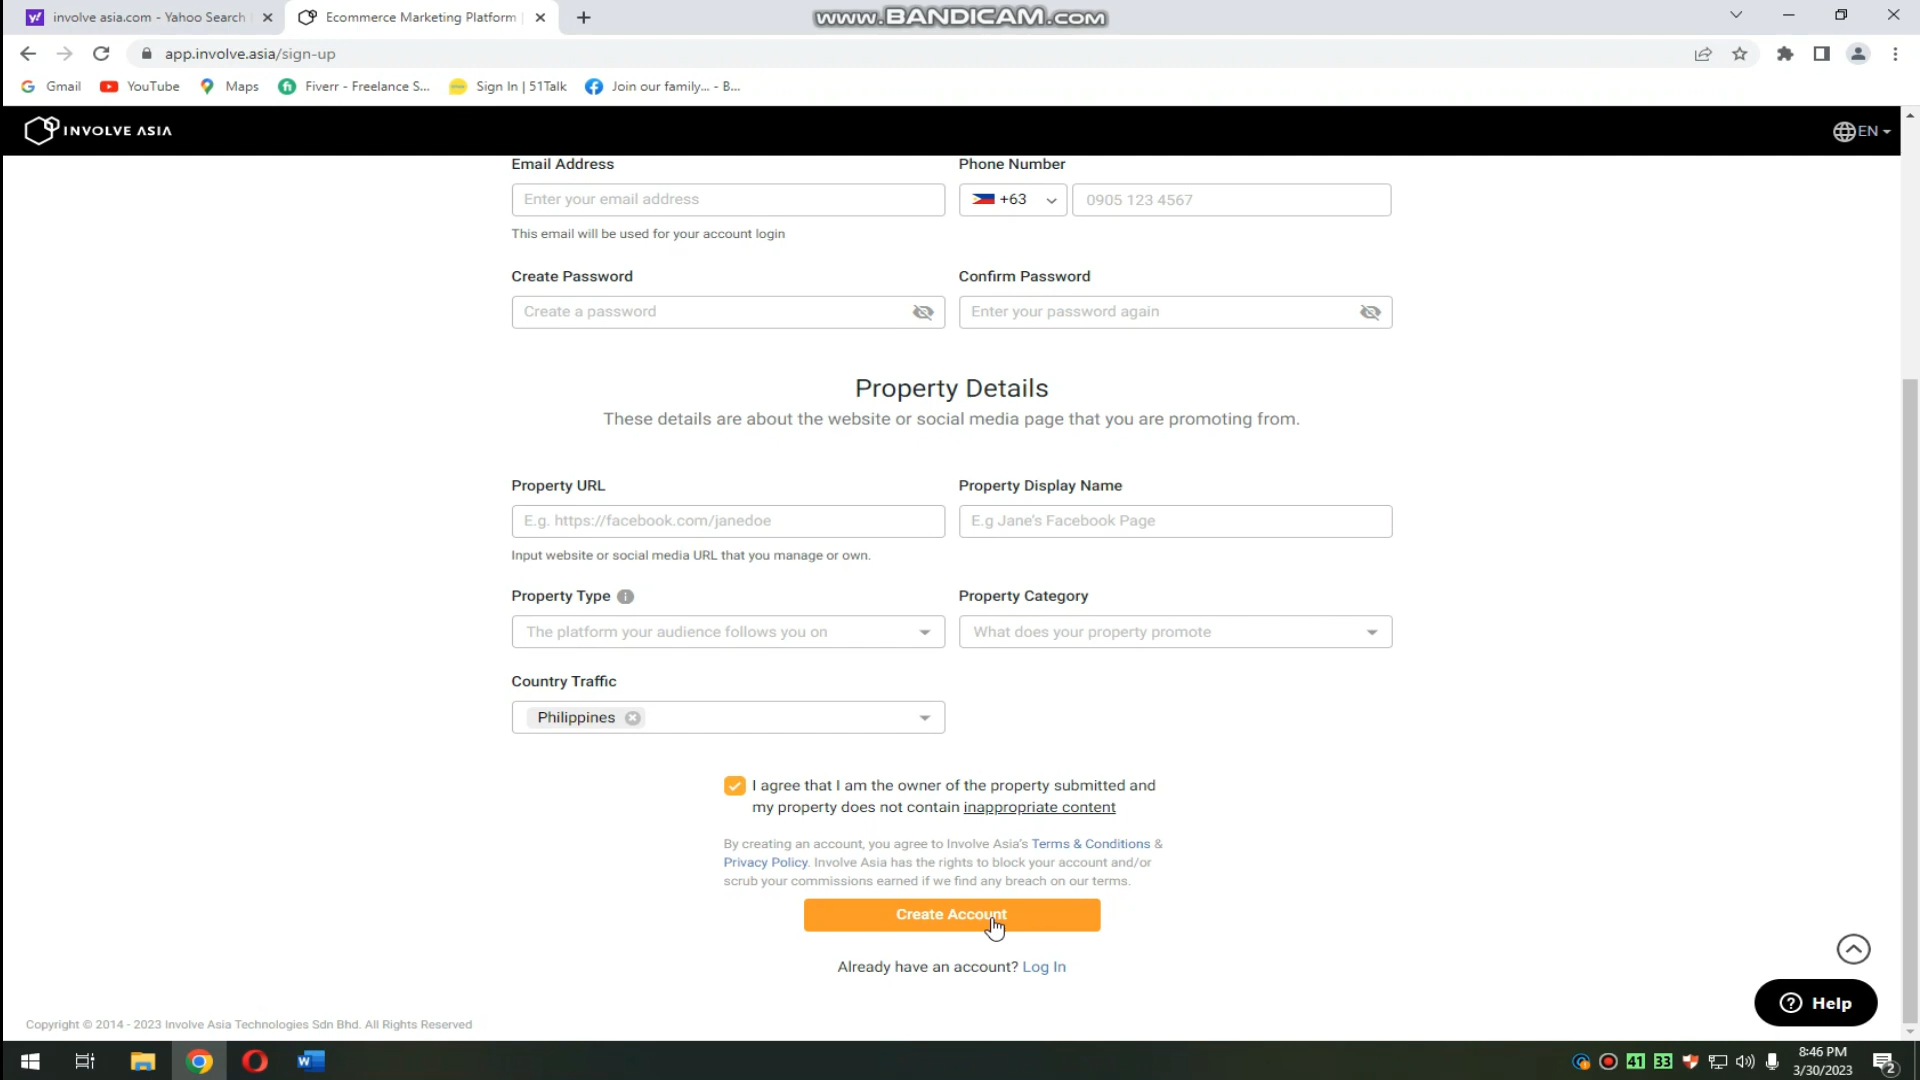 involve asia.com - Yahoo Search
Ecommerce Marketing Platform
www.BANDICAM.com
app.involve.asia/sign-up
Gmail
YouTube
Maps
Fiverr - Freelance S...
Sign In | 51Talk
Join our family... - B...
INVOLVE ASIA
EN
Email Address
Phone Number
Enter your email address
+63
0905 123 4567
This email will be used for your account login
Create Password
Confirm Password
Create a password
Enter your password again
Property Details
These details are about the website or social media page that you are promoting from.
Property URL
Property Display Name
E.g. https://facebook.com/janedoe
E.g Jane's Facebook Page
Input website or social media URL that you manage or own.
Property Type
Property Category
The platform your audience follows you on
What does your property promote
Country Traffic
Philippines
I agree that I am the owner of the property submitted and
my property does not contain inappropriate content
By creating an account, you agree to Involve Asia's Terms & Conditions &
Privacy Policy. Involve Asia has the rights to block your account and/or
scrub your commissions earned if we find any breach on our terms.
Create Account
Already have an account? Log In
Help
Copyright © 2014 - 2023 Involve Asia Technologies Sdn Bhd. All Rights Reserved
41
33
8:46 PM
3/30/2023
2